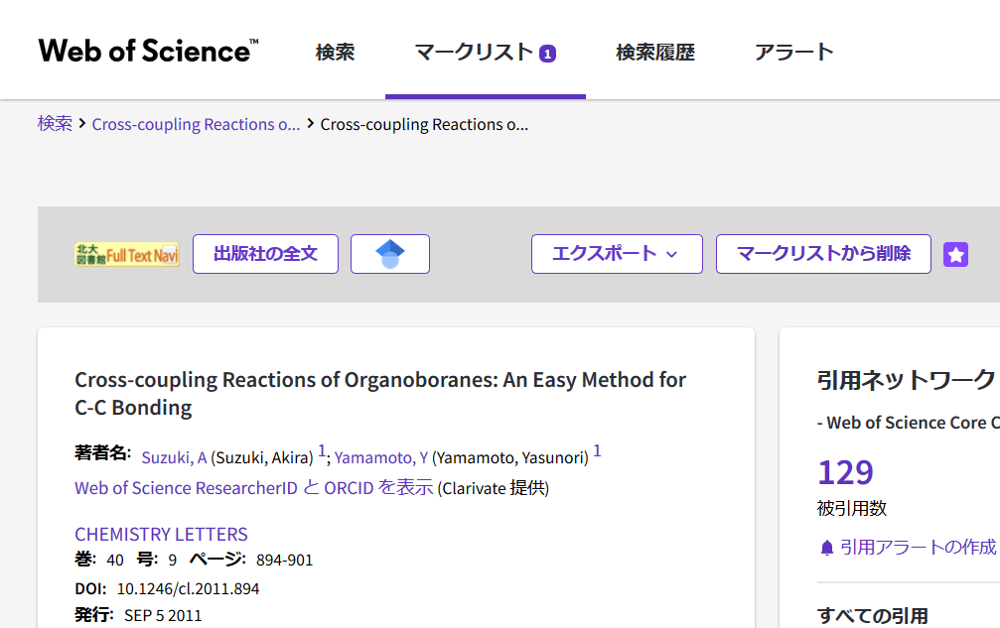 Web of Science™ 検索 マークリスト 1 検索履歴 アラート
検索 > Cross-coupling Reactions o... > Cross-coupling Reactions o...
北大
図書館 Full Text Navi 出版社の全文 エクスポート マークリストから削除
Cross-coupling Reactions of Organoboranes: An Easy Method for
C-C Bonding
著者名: Suzuki, A (Suzuki, Akira) 1; Yamamoto, Y (Yamamoto, Yasunori) 1
Web of Science ResearcherID と ORCID を表示 (Clarivate 提供)
CHEMISTRY LETTERS
巻: 40 号: 9 ページ: 894-901
DOI: 10.1246/cl.2011.894
発行: SEP 5 2011
引用ネットワーク
- Web of Science Core C
129
被引用数
引用アラートの作成
すべての引用